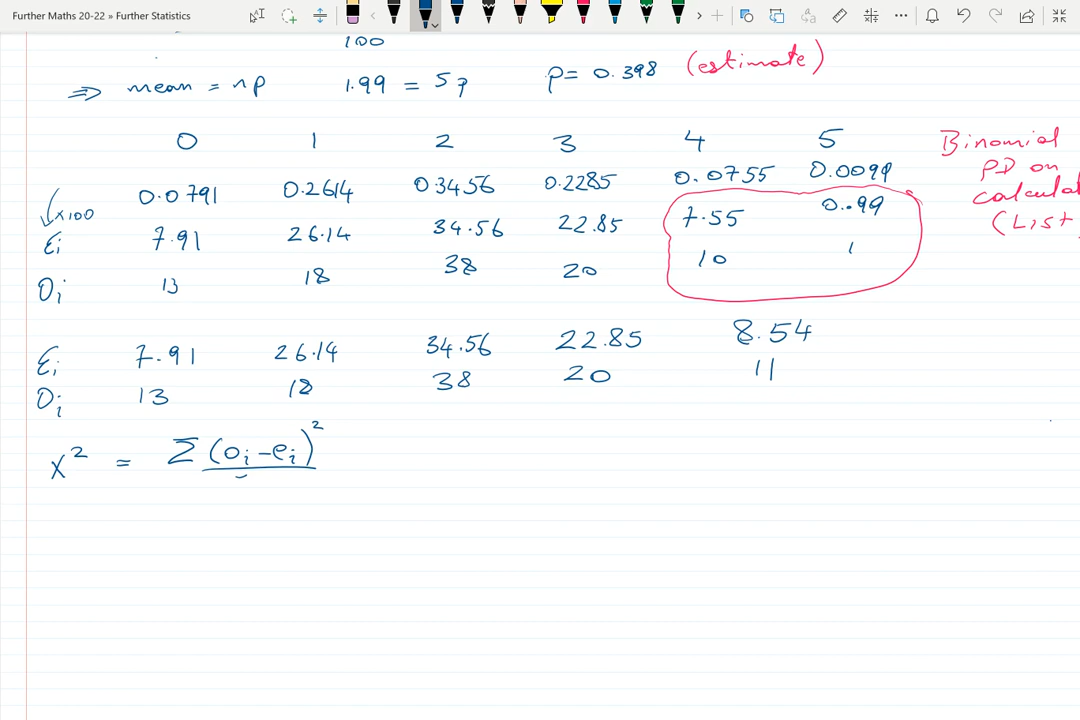 Further Maths 20-22 » Further Statistics
100
⇒ mean = np 1.99 = 5p p = 0.398 (estimate)
0 1 2 3 4 5
0.0791 0.2614 0.3456 0.2285 0.0755 0.0099
×100
Ei 7.91 26.14 34.56 22.85 7.55 0.99
Oi 13 18 38 20 10 1
Binomial
PD on
calculat
(List
Ei 7.91 26.14 34.56 22.85 8.54
Oi 13 18 38 20 11
X² = Σ (Oi - ei)²